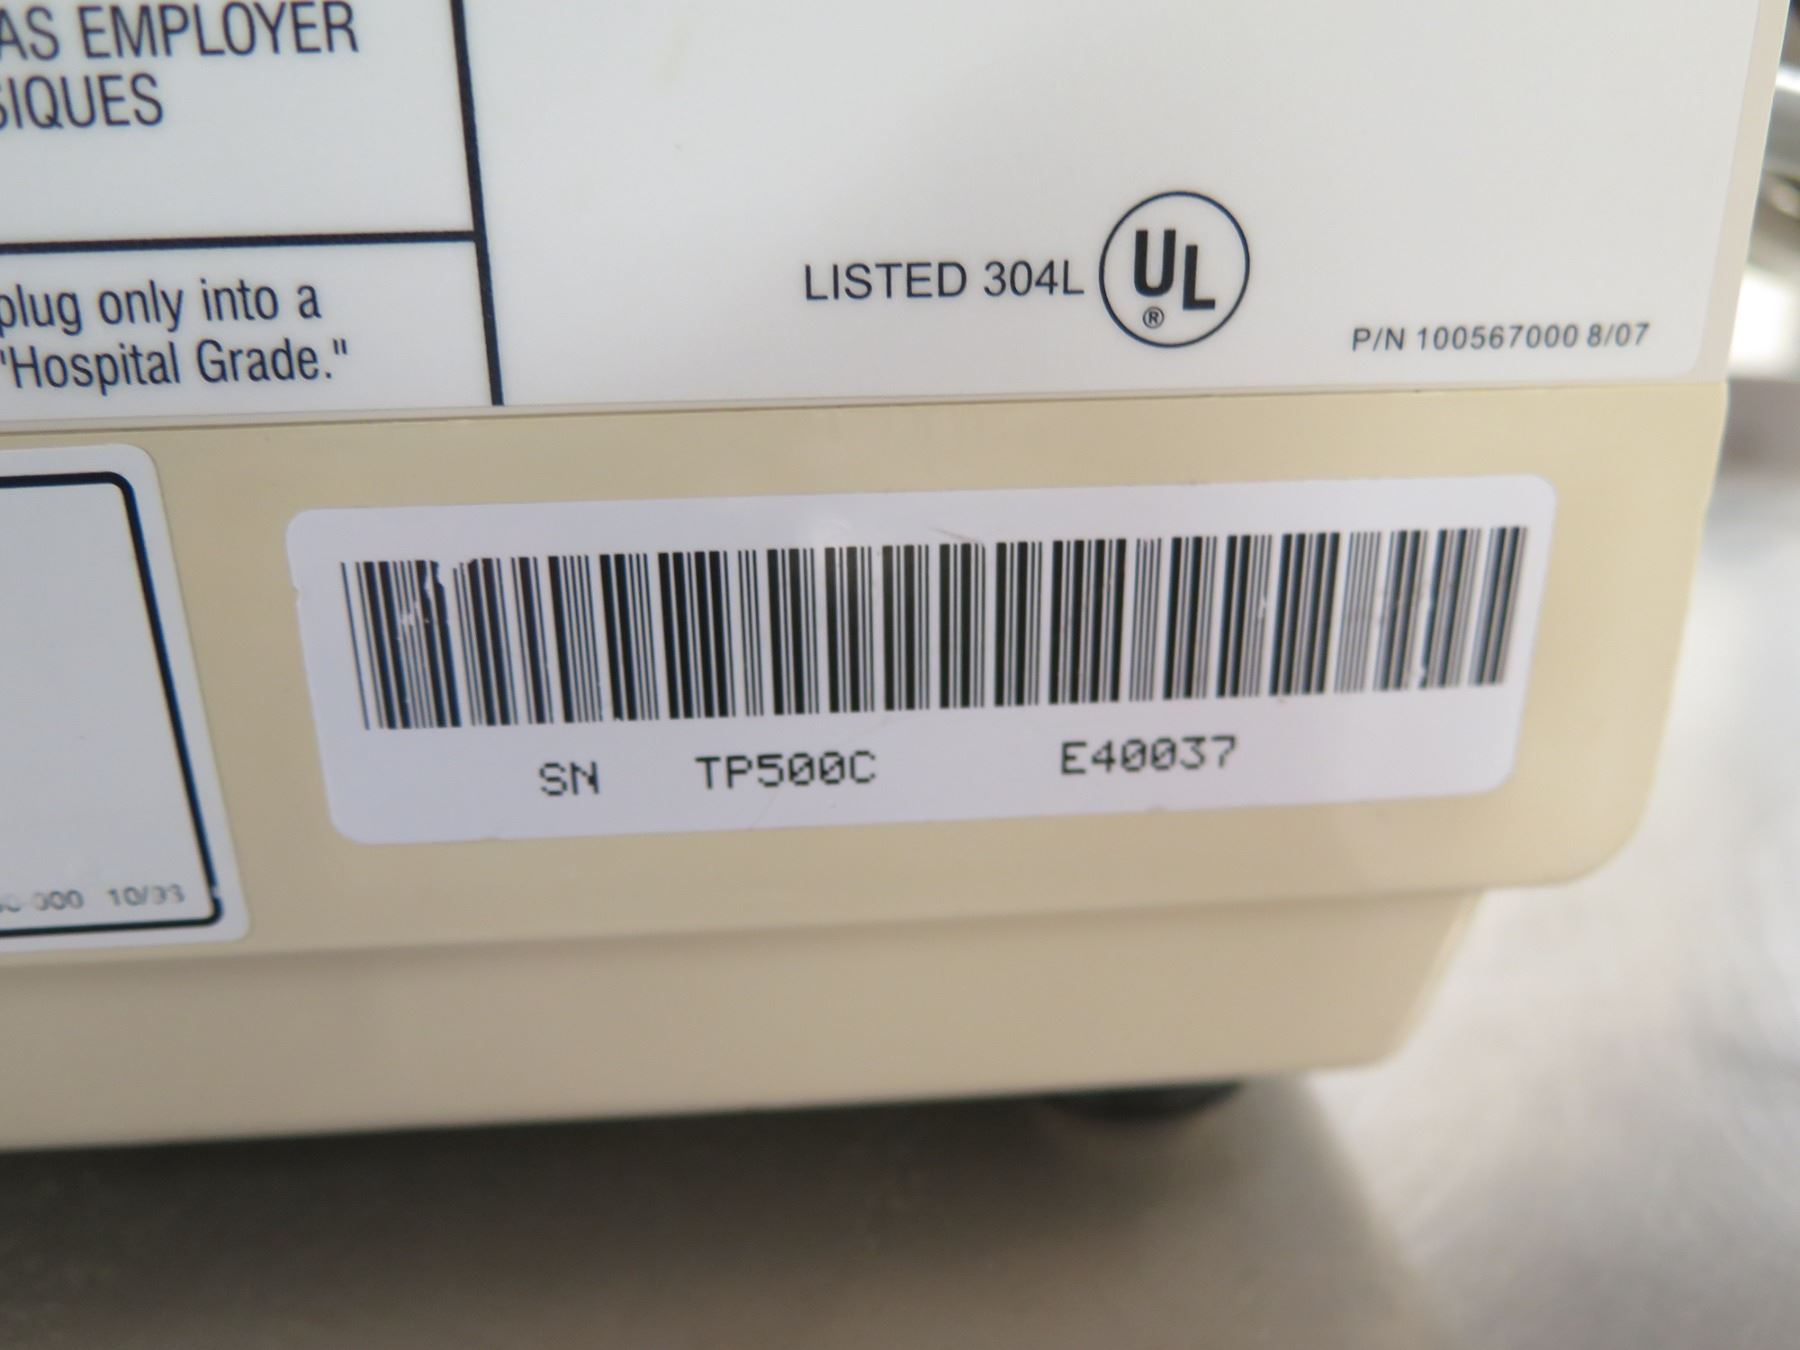 AS EMPLOYER
SIQUES
plug only into a
"Hospital Grade."
LISTED 304L
UL
®
P/N 100567000 8/07
SN TP500C E40037
000 10/33